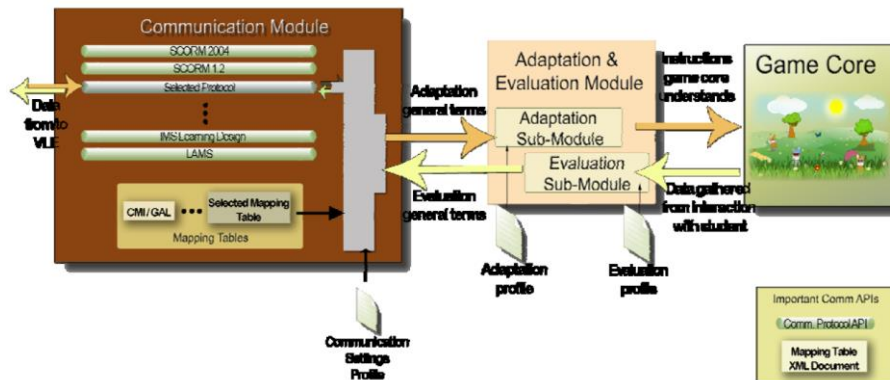 Communication Module
SCORM 2004
SCORM 1.2
Selected Protocol
IMS Learning Design
LAMS
Data
from/to
VLE
CMI / GAL
Selected Mapping
Table
Mapping Tables
Communication
Settings
Profile
Adaptation
general terms
Evaluation
general terms
Adaptation &
Evaluation Module
Adaptation
Sub-Module
Evaluation
Sub-Module
Adaptation
profile
Evaluation
profile
Instructions
game core
understands
Data gathered
from interaction
with student
Game Core
Important Comm APIs
Comm. Protocol API
Mapping Table
XML Document